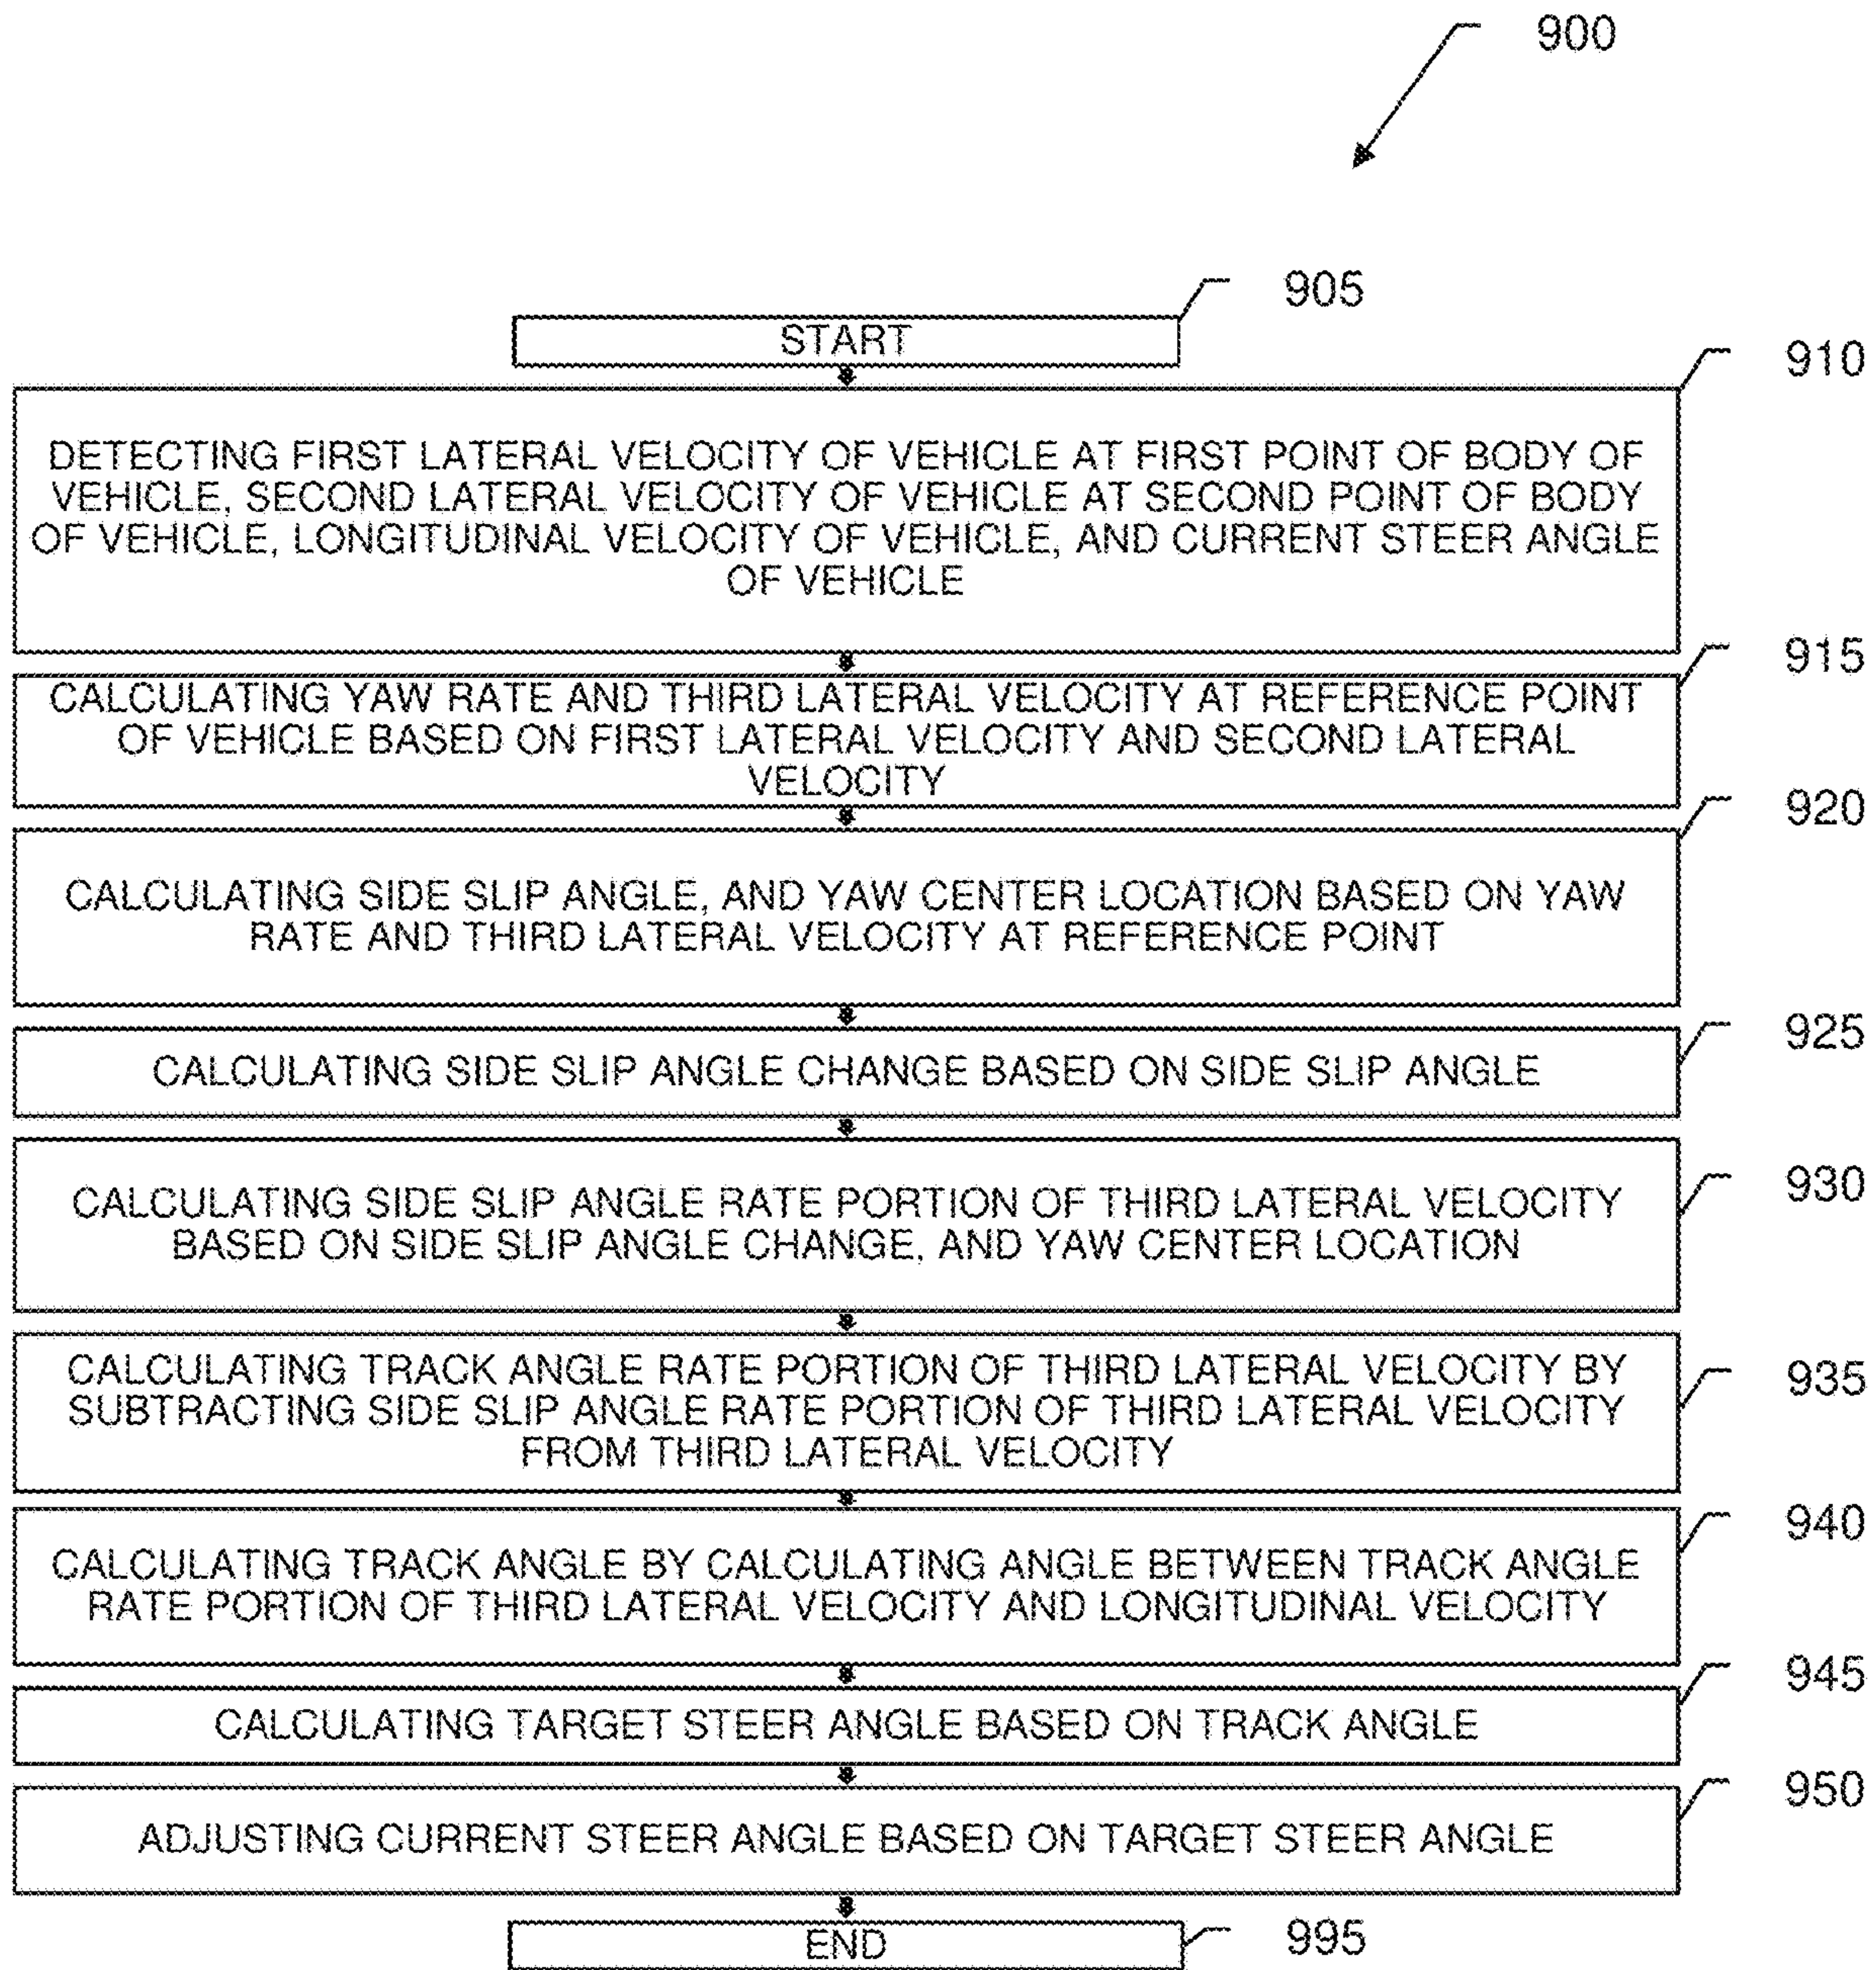 900
905
START
910
DETECTING FIRST LATERAL VELOCITY OF VEHICLE AT FIRST POINT OF BODY OF
VEHICLE, SECOND LATERAL VELOCITY OF VEHICLE AT SECOND POINT OF BODY
OF VEHICLE, LONGITUDINAL VELOCITY OF VEHICLE, AND CURRENT STEER ANGLE
OF VEHICLE
915
CALCULATING YAW RATE AND THIRD LATERAL VELOCITY AT REFERENCE POINT
OF VEHICLE BASED ON FIRST LATERAL VELOCITY AND SECOND LATERAL
VELOCITY
920
CALCULATING SIDE SLIP ANGLE, AND YAW CENTER LOCATION BASED ON YAW
RATE AND THIRD LATERAL VELOCITY AT REFERENCE POINT
925
CALCULATING SIDE SLIP ANGLE CHANGE BASED ON SIDE SLIP ANGLE
930
CALCULATING SIDE SLIP ANGLE RATE PORTION OF THIRD LATERAL VELOCITY
BASED ON SIDE SLIP ANGLE CHANGE, AND YAW CENTER LOCATION
935
CALCULATING TRACK ANGLE RATE PORTION OF THIRD LATERAL VELOCITY BY
SUBTRACTING SIDE SLIP ANGLE RATE PORTION OF THIRD LATERAL VELOCITY
FROM THIRD LATERAL VELOCITY
940
CALCULATING TRACK ANGLE BY CALCULATING ANGLE BETWEEN TRACK ANGLE
RATE PORTION OF THIRD LATERAL VELOCITY AND LONGITUDINAL VELOCITY
945
CALCULATING TARGET STEER ANGLE BASED ON TRACK ANGLE
950
ADJUSTING CURRENT STEER ANGLE BASED ON TARGET STEER ANGLE
END
995